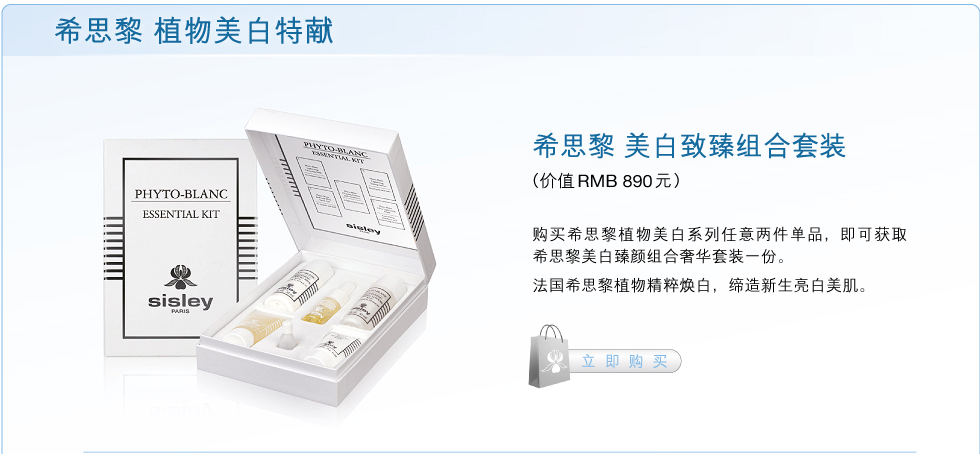 希思黎 植物美白特献
PHYTO-BLANC
ESSENTIAL KIT
sisley
PARIS
PHYTO-BLANC
ESSENTIAL KIT
sisley
希思黎 美白致臻组合套装
（价值 RMB 890 元）
购买希思黎植物美白系列任意两件单品，即可获取
希思黎美白臻颜组合奢华套装一份。
法国希思黎植物精粹焕白，缔造新生亮白美肌。
立即购买